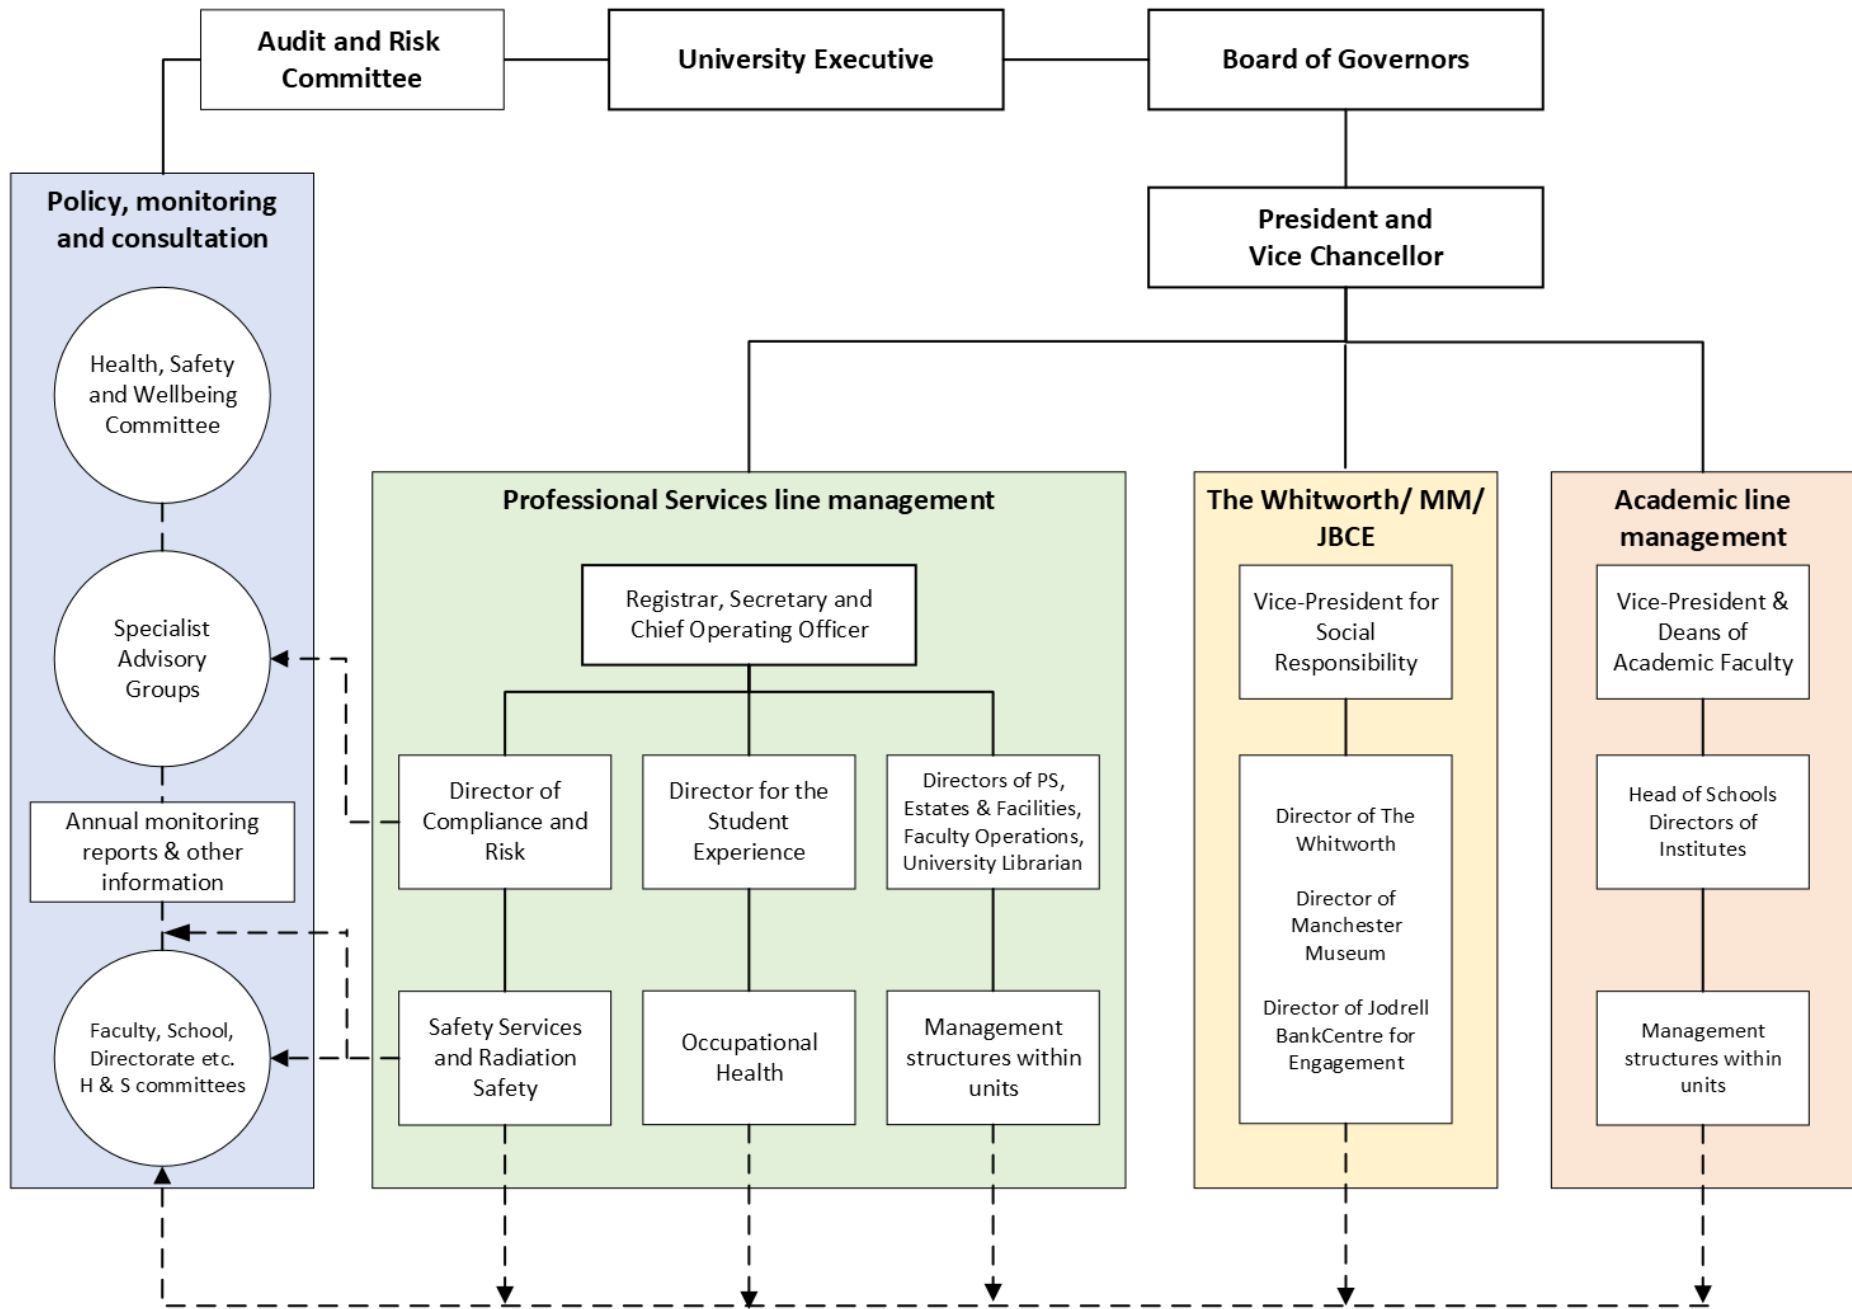 Audit and Risk
Committee
University Executive
Board of Governors
President and
Vice Chancellor
Policy, monitoring
and consultation
Health, Safety
and Wellbeing
Committee
Specialist
Advisory
Groups
Annual monitoring
reports & other
information
Faculty, School,
Directorate etc.
H & S committees
Professional Services line management
Registrar, Secretary and
Chief Operating Officer
Director of
Compliance and
Risk
Director for the
Student
Experience
Directors of PS,
Estates & Facilities,
Faculty Operations,
University Librarian
Safety Services
and Radiation
Safety
Occupational
Health
Management
structures within
units
The Whitworth/ MM/
JBCE
Vice-President for
Social
Responsibility
Director of The
Whitworth
Director of
Manchester
Museum
Director of Jodrell
BankCentre for
Engagement
Academic line
management
Vice-President &
Deans of
Academic Faculty
Head of Schools
Directors of
Institutes
Management
structures within
units